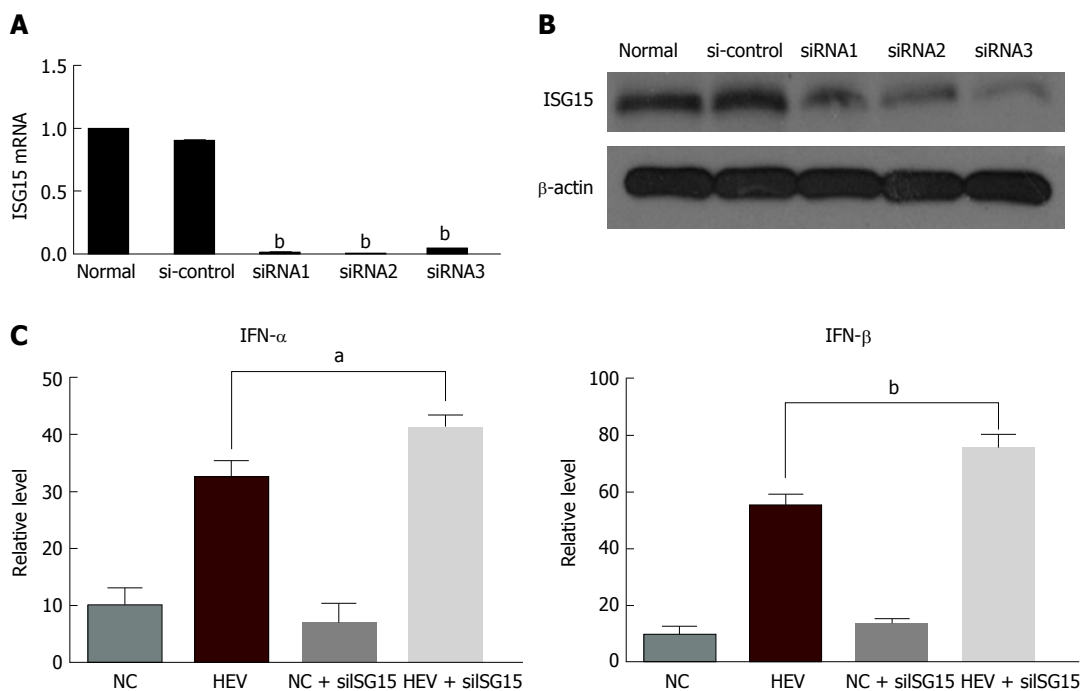 A
1.5
1.0
0.5
0.0
ISG15 mRNA
b
b
b
Normal
si-control
siRNA1
siRNA2
siRNA3
B
Normal
si-control
siRNA1
siRNA2
siRNA3
ISG15
β-actin
C
IFN-α
a
50
40
30
20
10
0
Relative level
NC
HEV
NC + siISG15
HEV + siISG15
IFN-β
b
100
80
60
40
20
0
Relative level
NC
HEV
NC + siISG15
HEV + siISG15